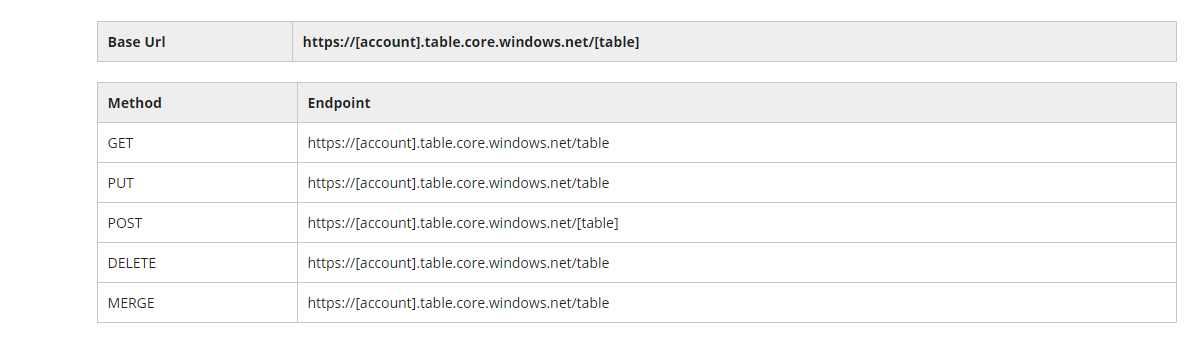 Base Url https://[account].table.core.windows.net/[table]
Method Endpoint
GET https://[account].table.core.windows.net/table
PUT https://[account].table.core.windows.net/table
POST https://[account].table.core.windows.net/[table]
DELETE https://[account].table.core.windows.net/table
MERGE https://[account].table.core.windows.net/table